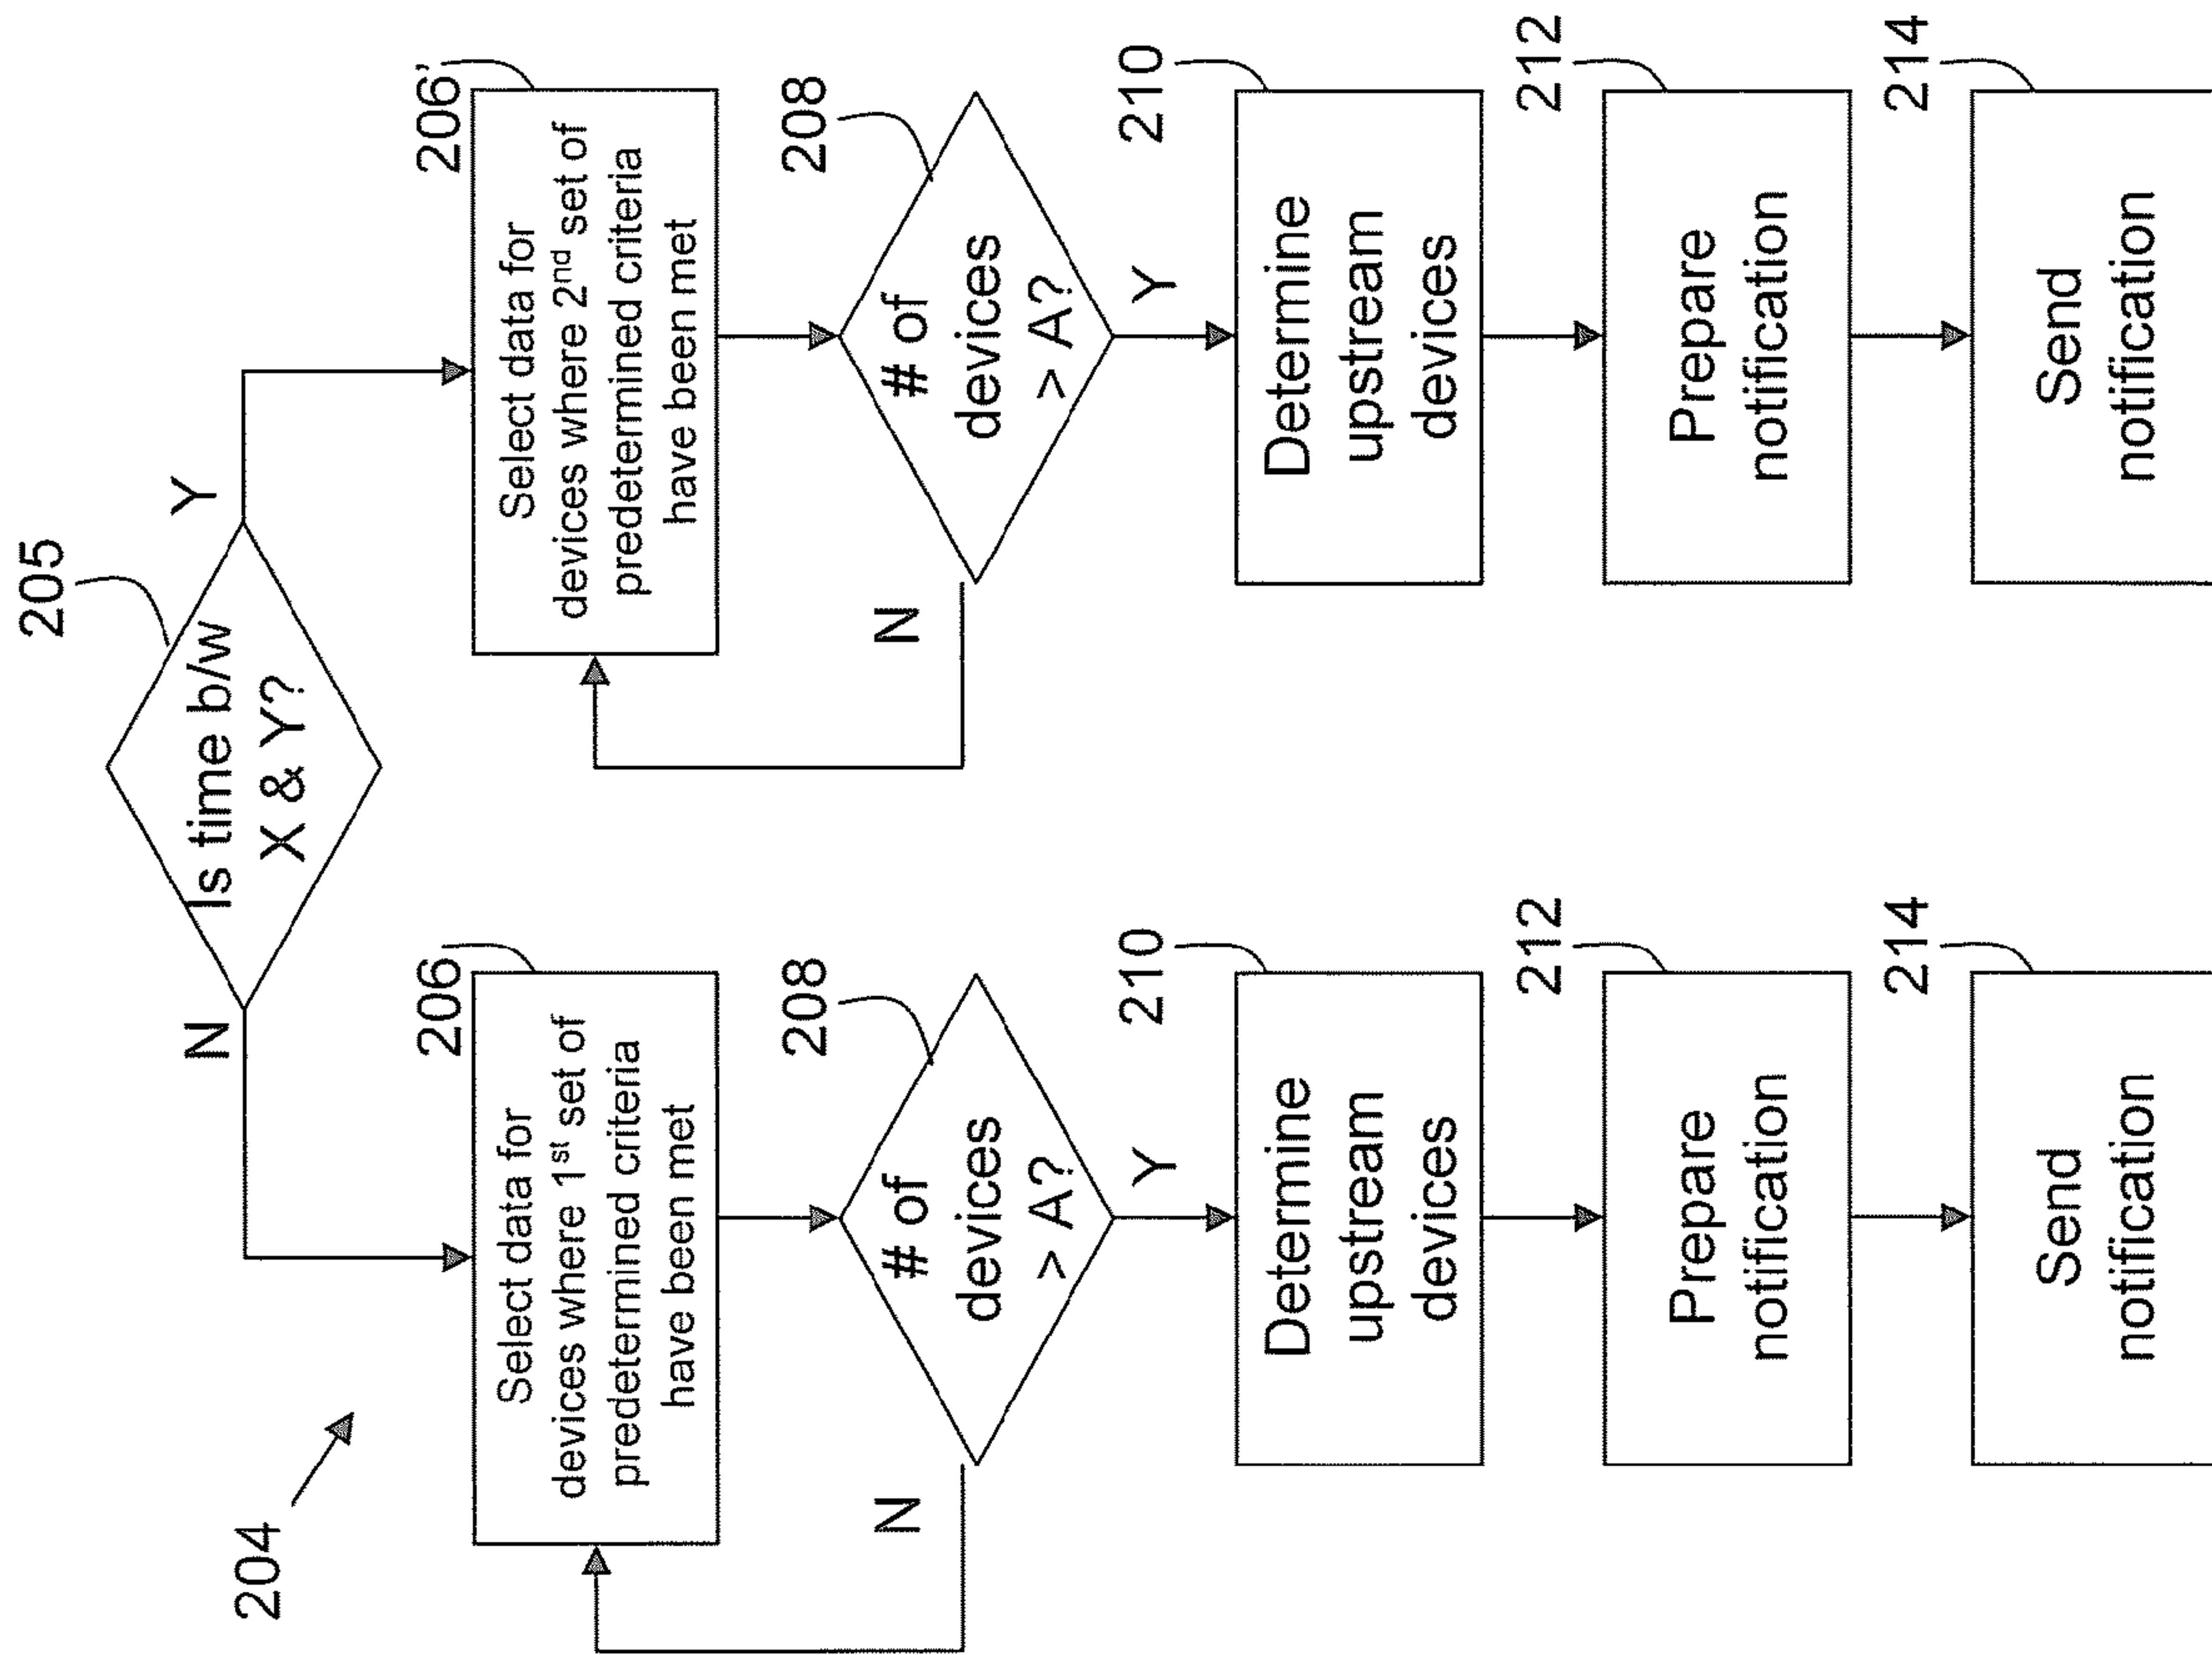 204
205
Is time b/w
X & Y?
N
Y
206
Select data for
devices where 1st set of
predetermined criteria
have been met
208
# of
devices
> A?
N
Y
210
Determine
upstream
devices
212
Prepare
notification
214
Send
notification
206'
Select data for
devices where 2nd set of
predetermined criteria
have been met
208
# of
devices
> A?
N
Y
210
Determine
upstream
devices
212
Prepare
notification
214
Send
notification